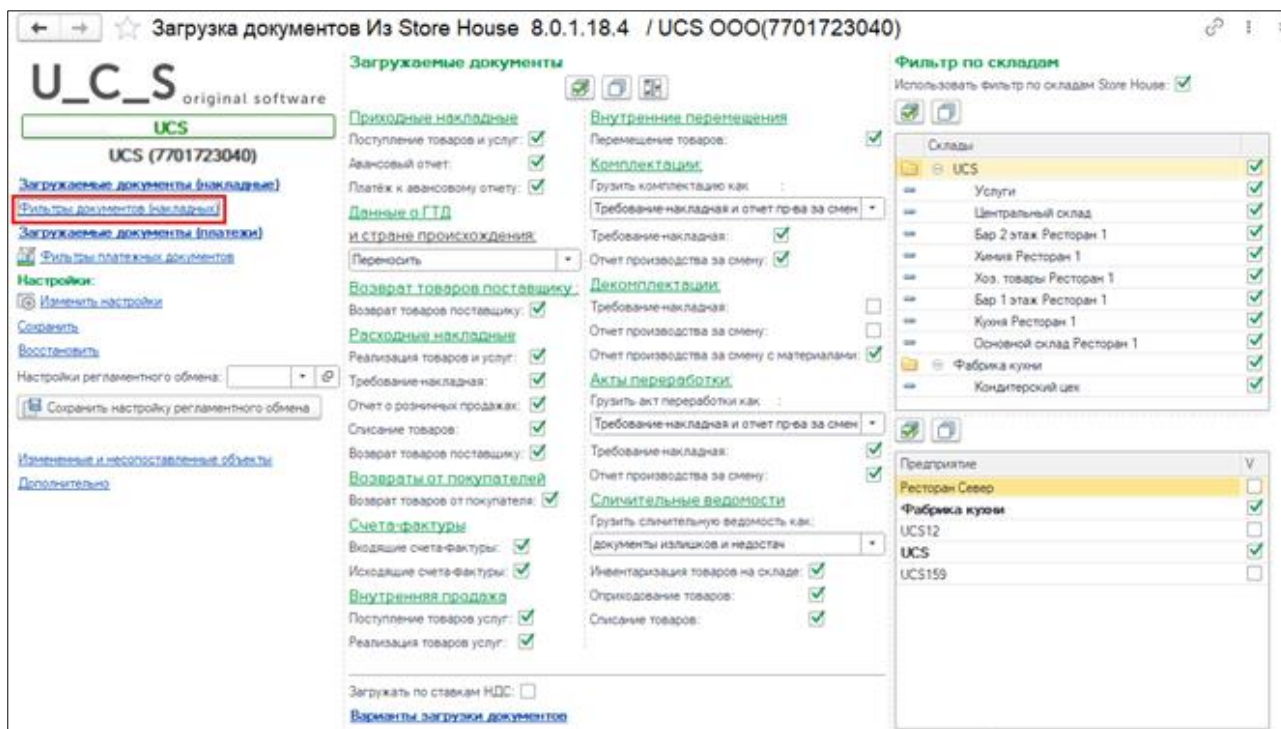 Загрузка документов Из Store House 8.0.1.18.4 / UCS ООО(7701723040)
U_C_S original software
UCS
UCS (7701723040)
Загружаемые документы (накладные)
Фильтры документов (накладных)
Загружаемые документы (платежи)
Фильтры платежных документов
Настройки:
Изменить настройки
Сохранить
Восстановить
Настройки регламентного обмена:
Сохранить настройку регламентного обмена
Измененные и несопоставленные объекты
Дополнительно
Загружаемые документы
Приходные накладные
Поступление товаров и услуг:
Авансовый отчет:
Платёж к авансовому отчету:
Данные о ГТД
и стране происхождения:
Переносить
Возврат товаров поставщику:
Возврат товаров поставщику:
Расходные накладные
Реализация товаров и услуг:
Требование-накладная:
Отчет о розничных продажах:
Списание товаров:
Возврат товаров поставщику:
Возвраты от покупателей
Возврат товаров от покупателя:
Счета-фактуры
Входящие счета-фактуры:
Исходящие счета-фактуры:
Внутренняя продажа
Поступление товаров услуг:
Реализация товаров услуг:
Загружать по ставкам НДС:
Варианты загрузки документов
Внутренние перемещения
Перемещение товаров:
Комплектации:
Грузить комплектацию как :
Требование-накладная и отчет пр-ва за смен
Требование-накладная:
Отчет производства за смену:
Декомплектации:
Требование-накладная:
Отчет производства за смену:
Отчет производства за смену с материалами:
Акты переработки:
Грузить акт переработки как :
Требование-накладная и отчет пр-ва за смен
Требование-накладная:
Отчет производства за смену:
Сличительные ведомости
Грузить сличительную ведомость как:
документы излишков и недостач
Инвентаризация товаров на складе:
Оприходование товаров:
Списание товаров:
Фильтр по складам
Использовать фильтр по складам Store House:
Склады
UCS
Услуги
Центральный склад
Бар 2 этаж Ресторан 1
Химия Ресторан 1
Хоз. товары Ресторан 1
Бар 1 этаж Ресторан 1
Кухня Ресторан 1
Основной склад Ресторан 1
Фабрика кухни
Кондитерский цех
Предприятие V
Ресторан Север
Фабрика кухни
UCS12
UCS
UCS159